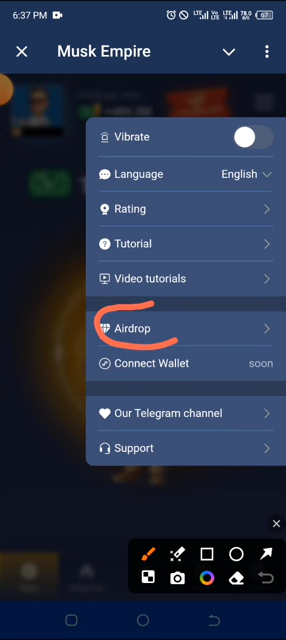 6:37 PM
Musk Empire
Vibrate
Language English
Rating
Tutorial
Video tutorials
Airdrop
Connect Wallet soon
Our Telegram channel
Support